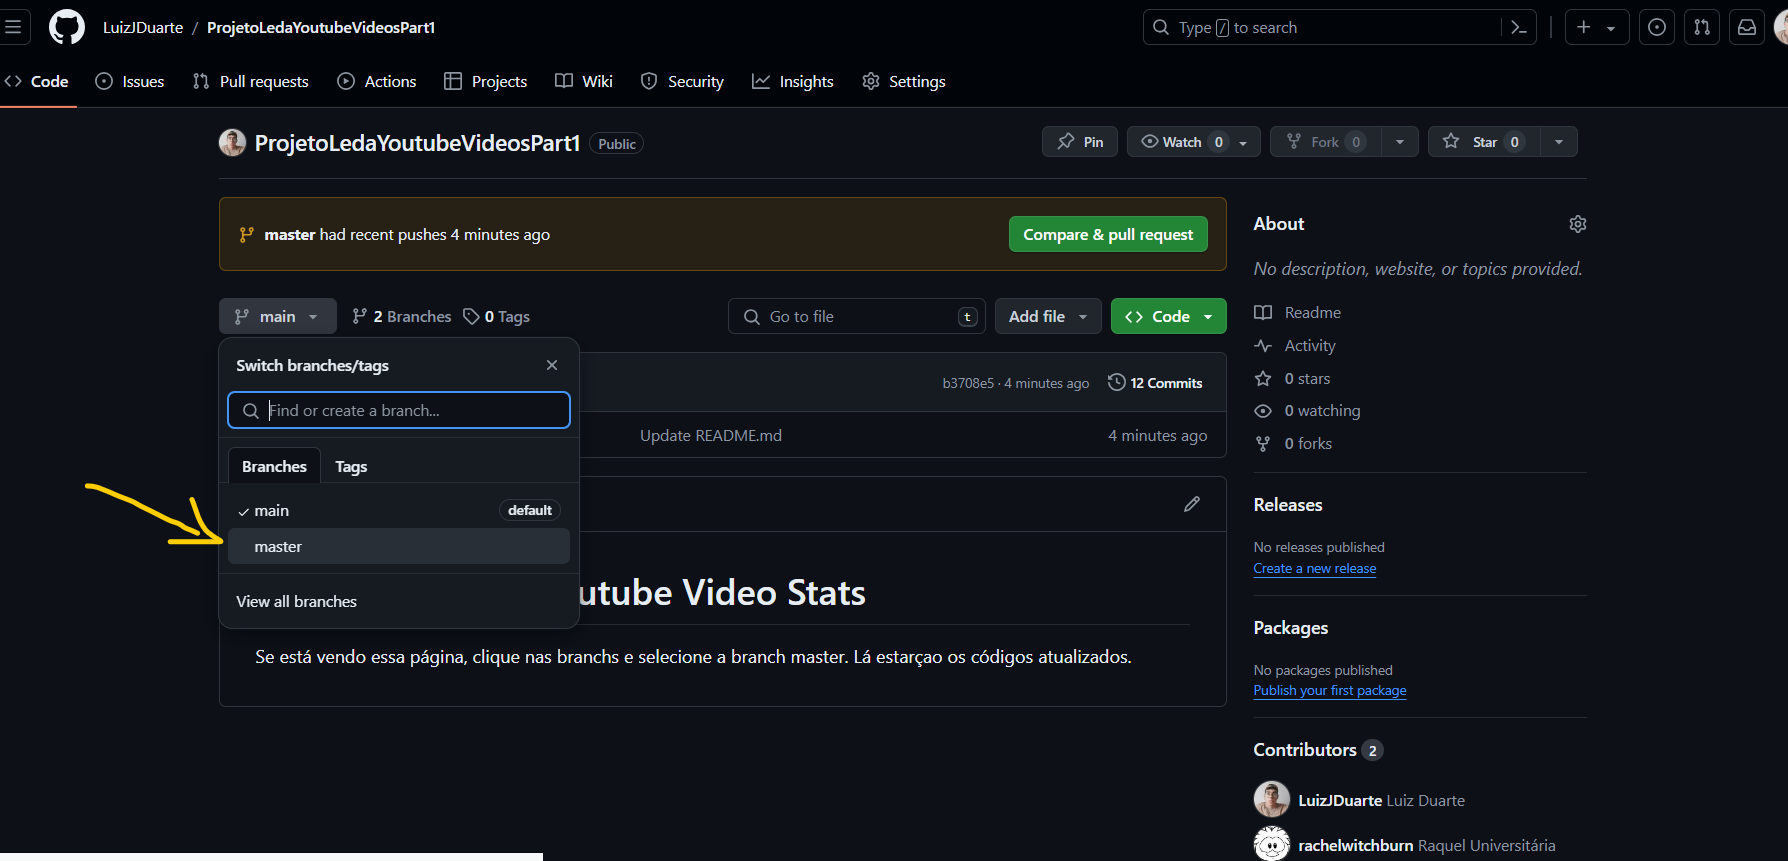 LuizJDuarte / ProjetoLedaYoutubeVideosPart1
Type / to search
Code Issues Pull requests Actions Projects Wiki Security Insights Settings
ProjetoLedaYoutubeVideosPart1 Public
Pin Watch 0 Fork 0 Star 0
master had recent pushes 4 minutes ago
Compare & pull request
main 2 Branches 0 Tags
Go to file t Add file Code
Switch branches/tags
Find or create a branch...
Branches Tags
main default
master
View all branches
b3708e5 · 4 minutes ago 12 Commits
Update README.md 4 minutes ago
utube Video Stats
Se está vendo essa página, clique nas branchs e selecione a branch master. Lá estarçao os códigos atualizados.
About
No description, website, or topics provided.
Readme
Activity
0 stars
0 watching
0 forks
Releases
No releases published
Create a new release
Packages
No packages published
Publish your first package
Contributors 2
LuizJDuarte Luiz Duarte
rachelwitchburn Raquel Universitária